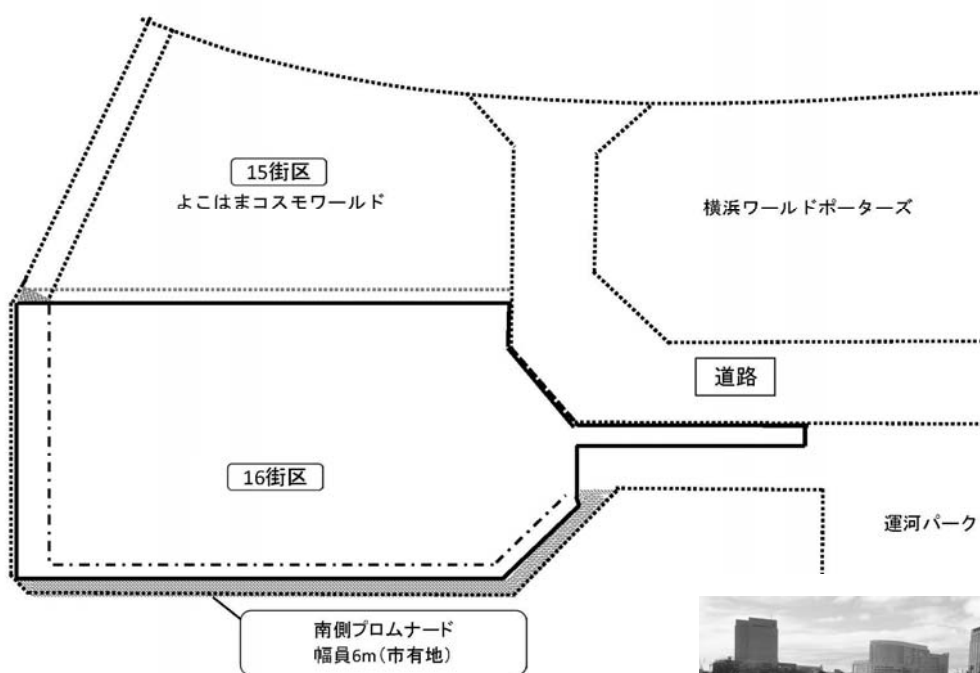 15街区
よこはまコスモワールド
横浜ワールドポーターズ
道路
16街区
運河パーク
南側プロムナード
幅員6m(市有地)